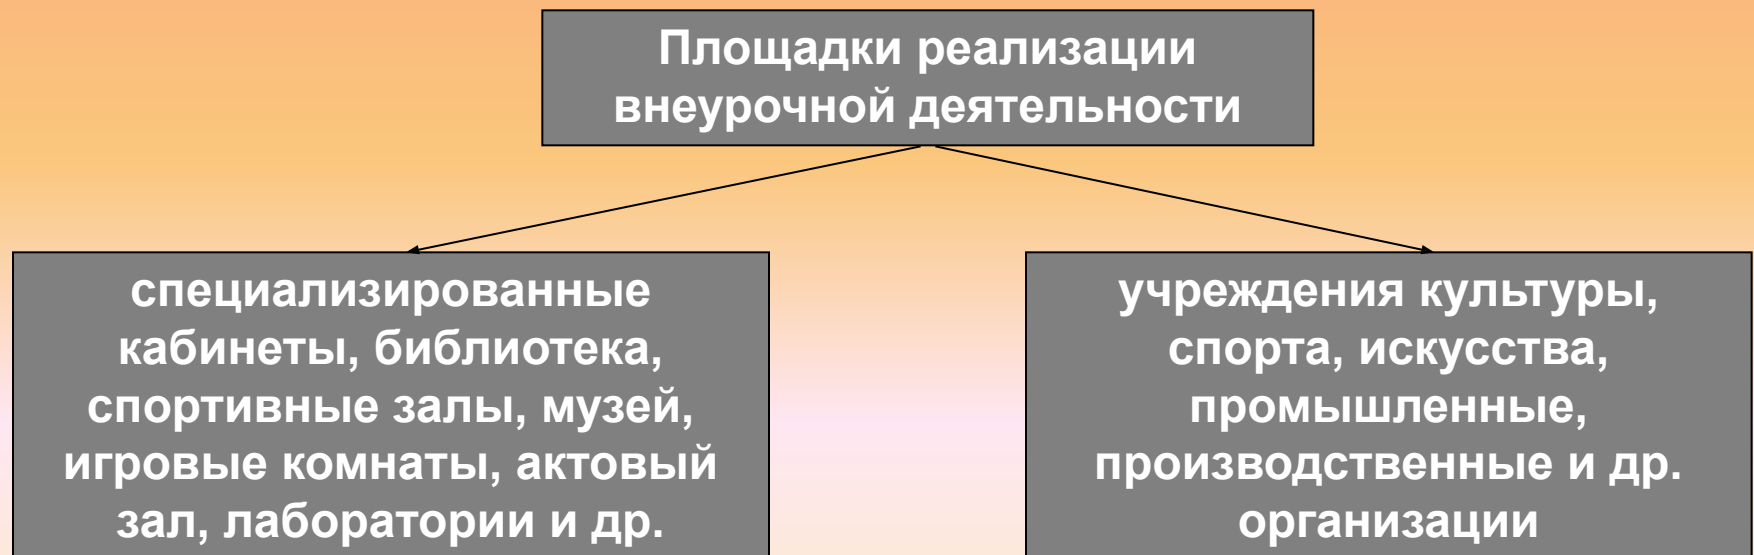 Площадки реализации
внеурочной деятельности
специализированные
кабинеты, библиотека,
спортивные залы, музей,
игровые комнаты, актовый
зал, лаборатории и др.
учреждения культуры,
спорта, искусства,
промышленные,
производственные и др.
организации